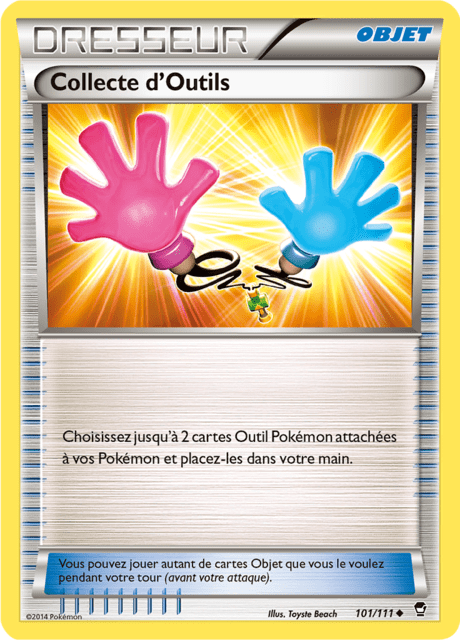 DRESSEUR
OBJET
Collecte d'Outils
Choisissez jusqu'à 2 cartes Outil Pokémon attachées
à vos Pokémon et placez-les dans votre main.
Vous pouvez jouer autant de cartes Objet que vous le voulez
pendant votre tour (avant votre attaque).
©2014 Pokémon
Illus. Toyste Beach
101/111